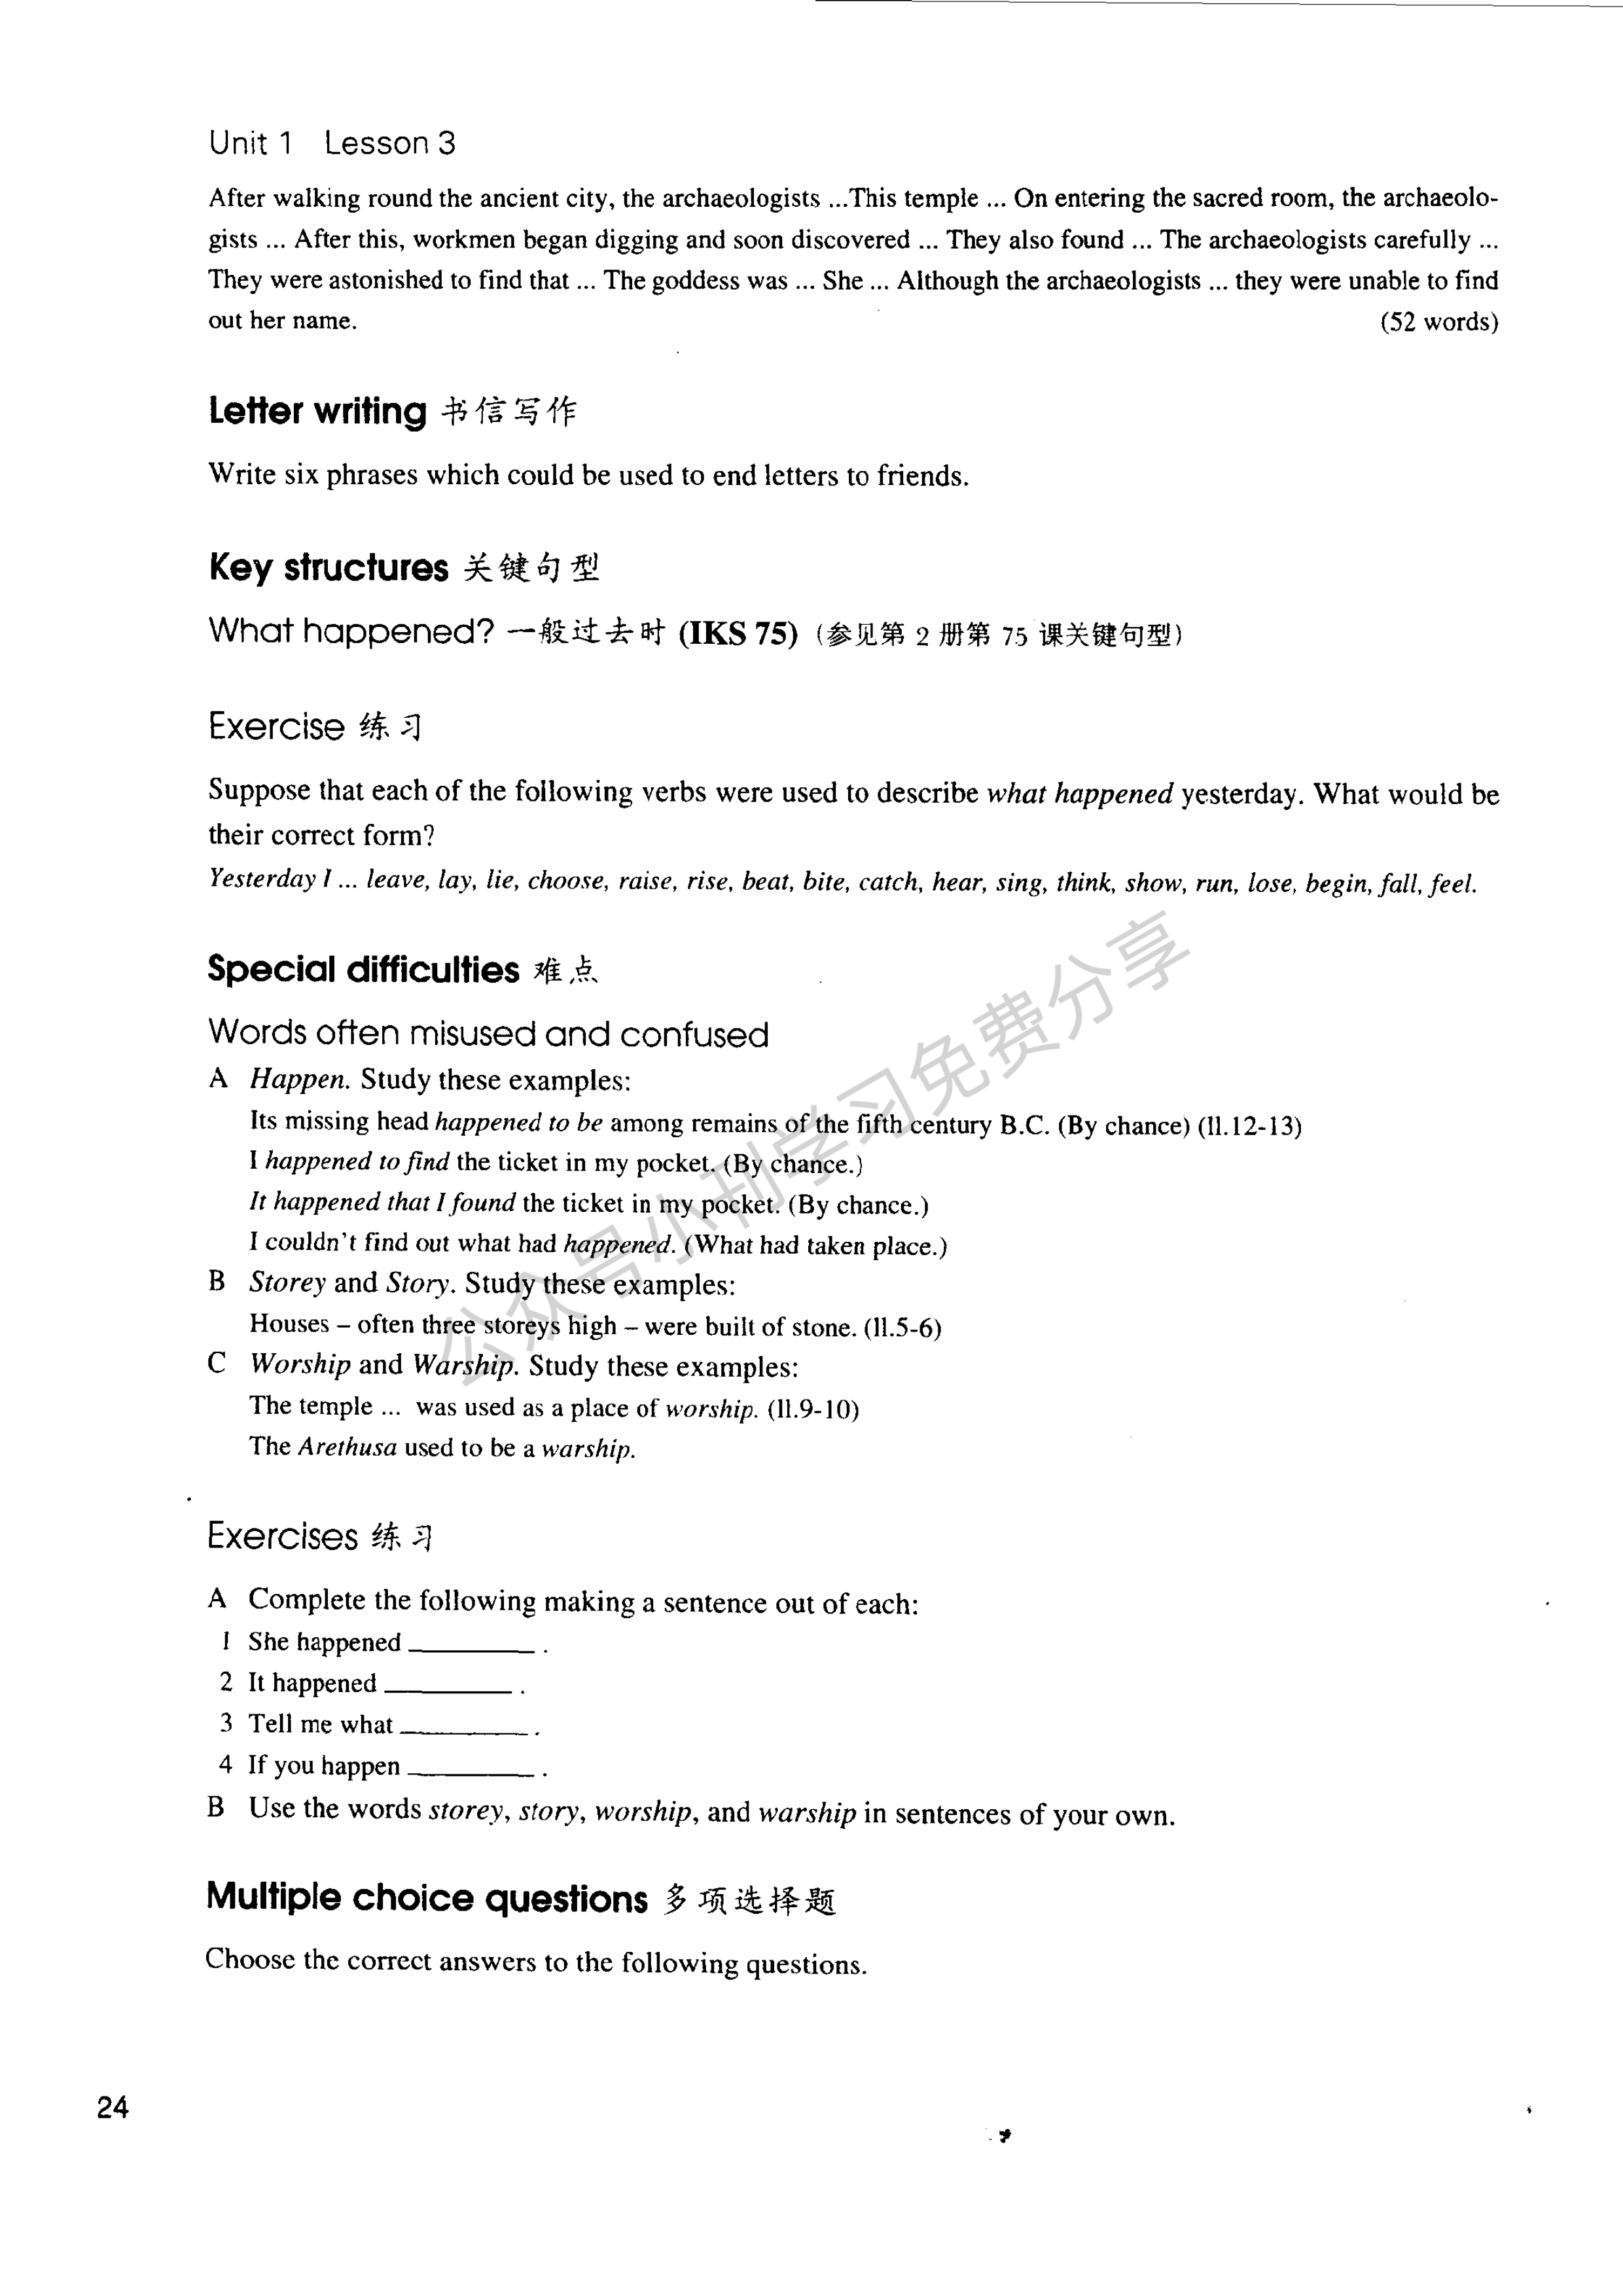 Unit 1 Lesson 3
After walking round the ancient city, the archaeologists ...This temple ... On entering the sacred room, the archaeolo-
gists ... After this, workmen began digging and soon discovered ... They also found ... The archaeologists carefully ...
They were astonished to find that ... The goddess was ... She ... Although the archaeologists ... they were unable to find
out her name. (52 words)
Letter writing 书信写作
Write six phrases which could be used to end letters to friends.
Key structures 关键句型
What happened? 一般过去时 (IKS 75) (参见第 2 册第 75 课关键句型)
Exercise 练习
Suppose that each of the following verbs were used to describe what happened yesterday. What would be
their correct form?
Yesterday I ... leave, lay, lie, choose, raise, rise, beat, bite, catch, hear, sing, think, show, run, lose, begin, fall, feel.
Special difficulties 难点
Words often misused and confused
A Happen. Study these examples:
Its missing head happened to be among remains of the fifth century B.C. (By chance) (ll.12-13)
I happened to find the ticket in my pocket. (By chance.)
It happened that I found the ticket in my pocket. (By chance.)
I couldn't find out what had happened. (What had taken place.)
B Storey and Story. Study these examples:
Houses – often three storeys high – were built of stone. (ll.5-6)
C Worship and Warship. Study these examples:
The temple ... was used as a place of worship. (ll.9-10)
The Arethusa used to be a warship.
Exercises 练习
A Complete the following making a sentence out of each:
1 She happened ________ .
2 It happened ________ .
3 Tell me what ________ .
4 If you happen ________ .
B Use the words storey, story, worship, and warship in sentences of your own.
Multiple choice questions 多项选择题
Choose the correct answers to the following questions.
24
公众号小刊学习免费分享